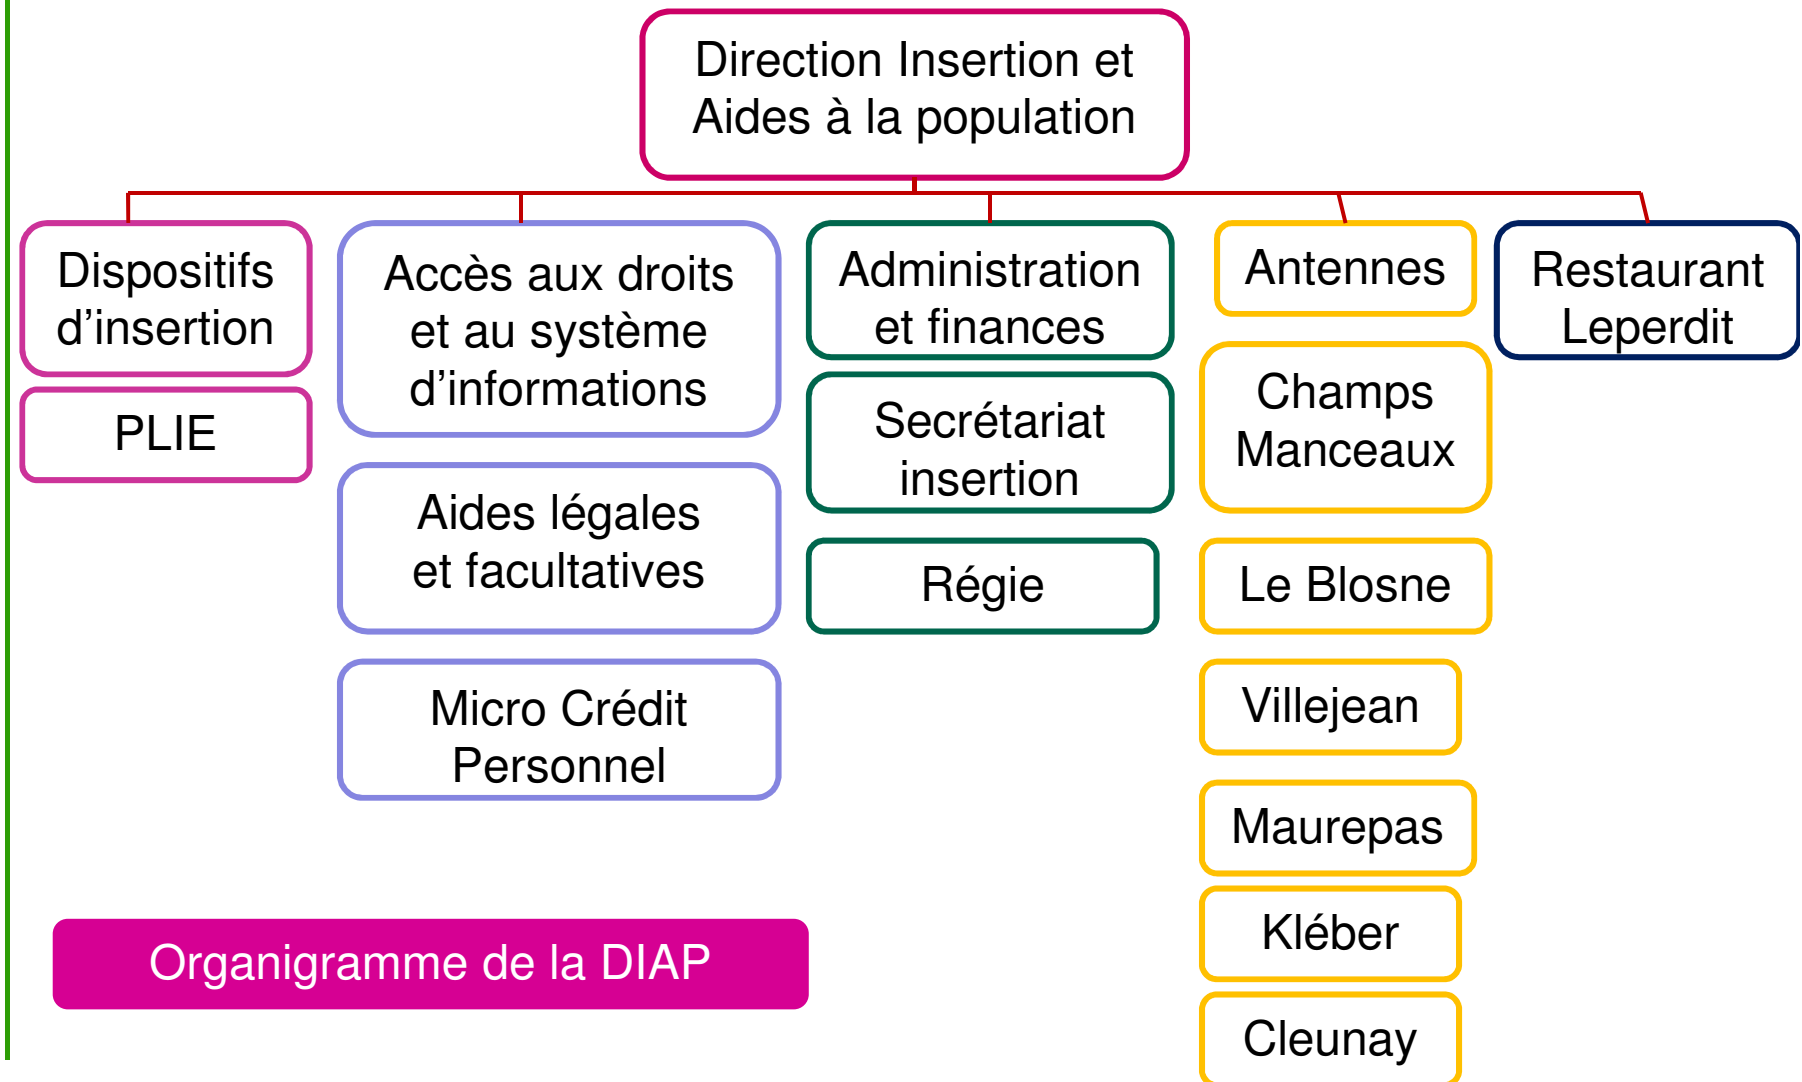 Direction Insertion et
Aides à la population
Dispositifs
d’insertion
PLIE
Accès aux droits
et au système
d’informations
Aides légales
et facultatives
Micro Crédit
Personnel
Administration
et finances
Secrétariat
insertion
Régie
Antennes
Champs
Manceaux
Le Blosne
Villejean
Maurepas
Kléber
Cleunay
Restaurant
Leperdit
Organigramme de la DIAP